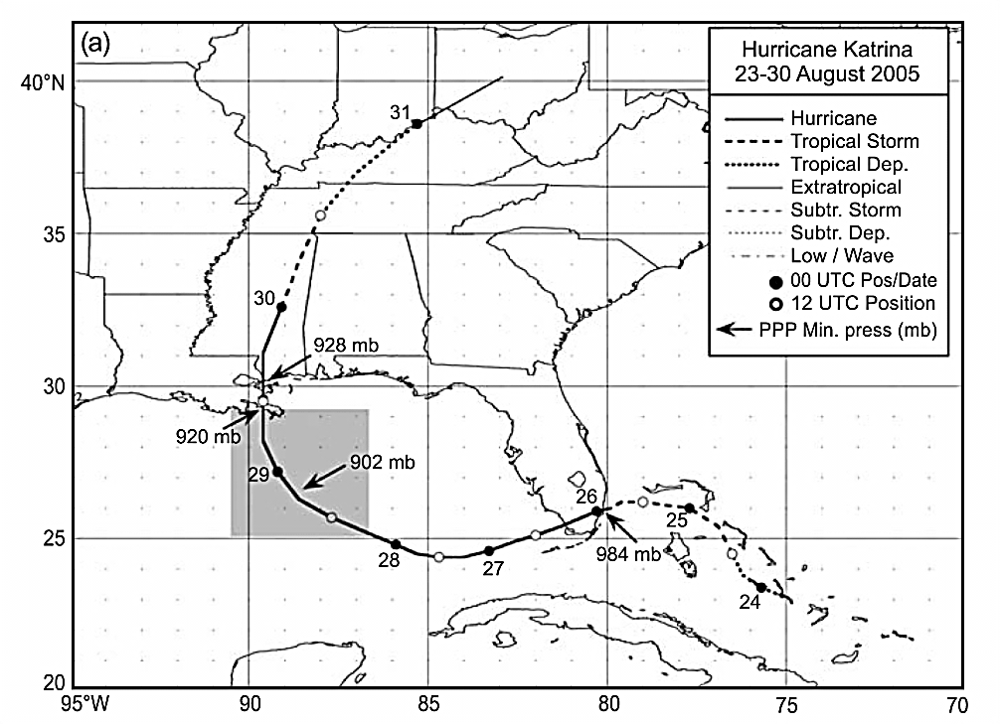 (a)
Hurricane Katrina
23-30 August 2005
Hurricane
Tropical Storm
Tropical Dep.
Extratropical
Subtr. Storm
Subtr. Dep.
Low / Wave
00 UTC Pos/Date
12 UTC Position
PPP Min. press (mb)
40°N
31
35
30
928 mb
30
920 mb
902 mb
29
26
25
25
984 mb
28
27
24
20
95°W
90
85
80
75
70